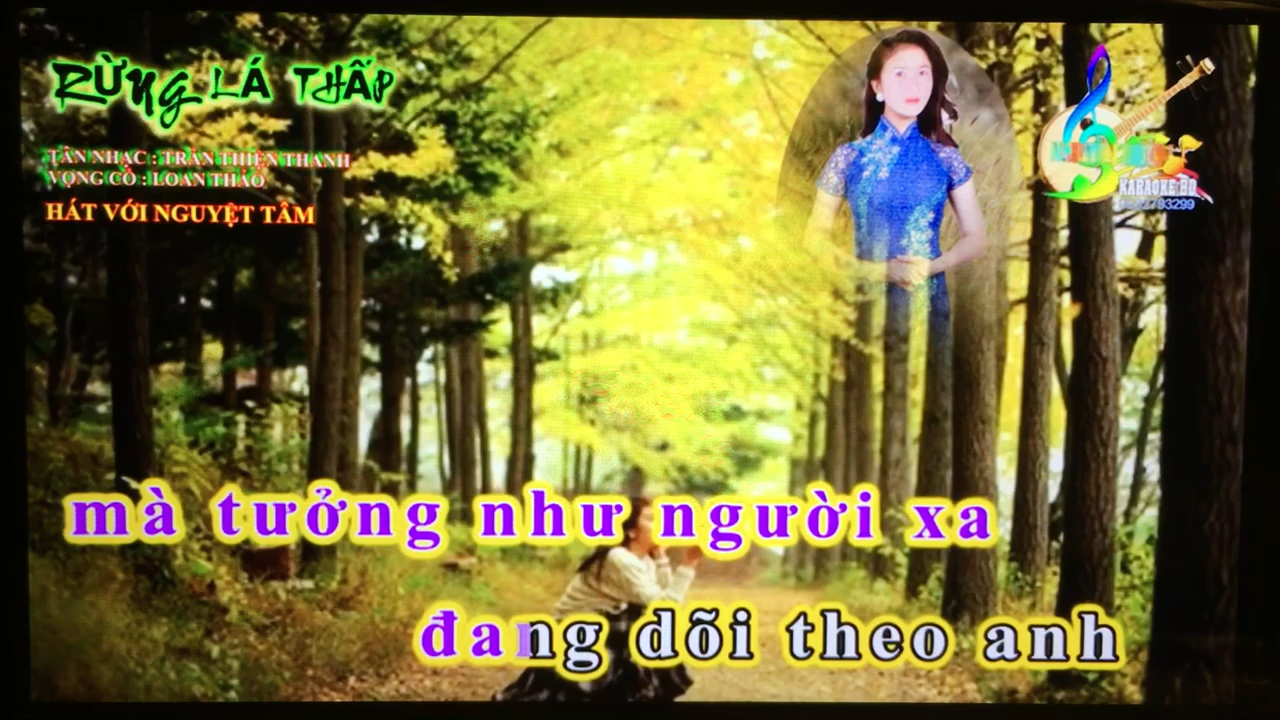 RỪNG LÁ THẤP
TÂN NHẠC : TRẦN THIỆN THANH
VỌNG CỔ : LOAN THẢO
HÁT VỚI NGUYỆT TÂM
KARAOKE HD
mà tưởng như người xa
đang dõi theo anh